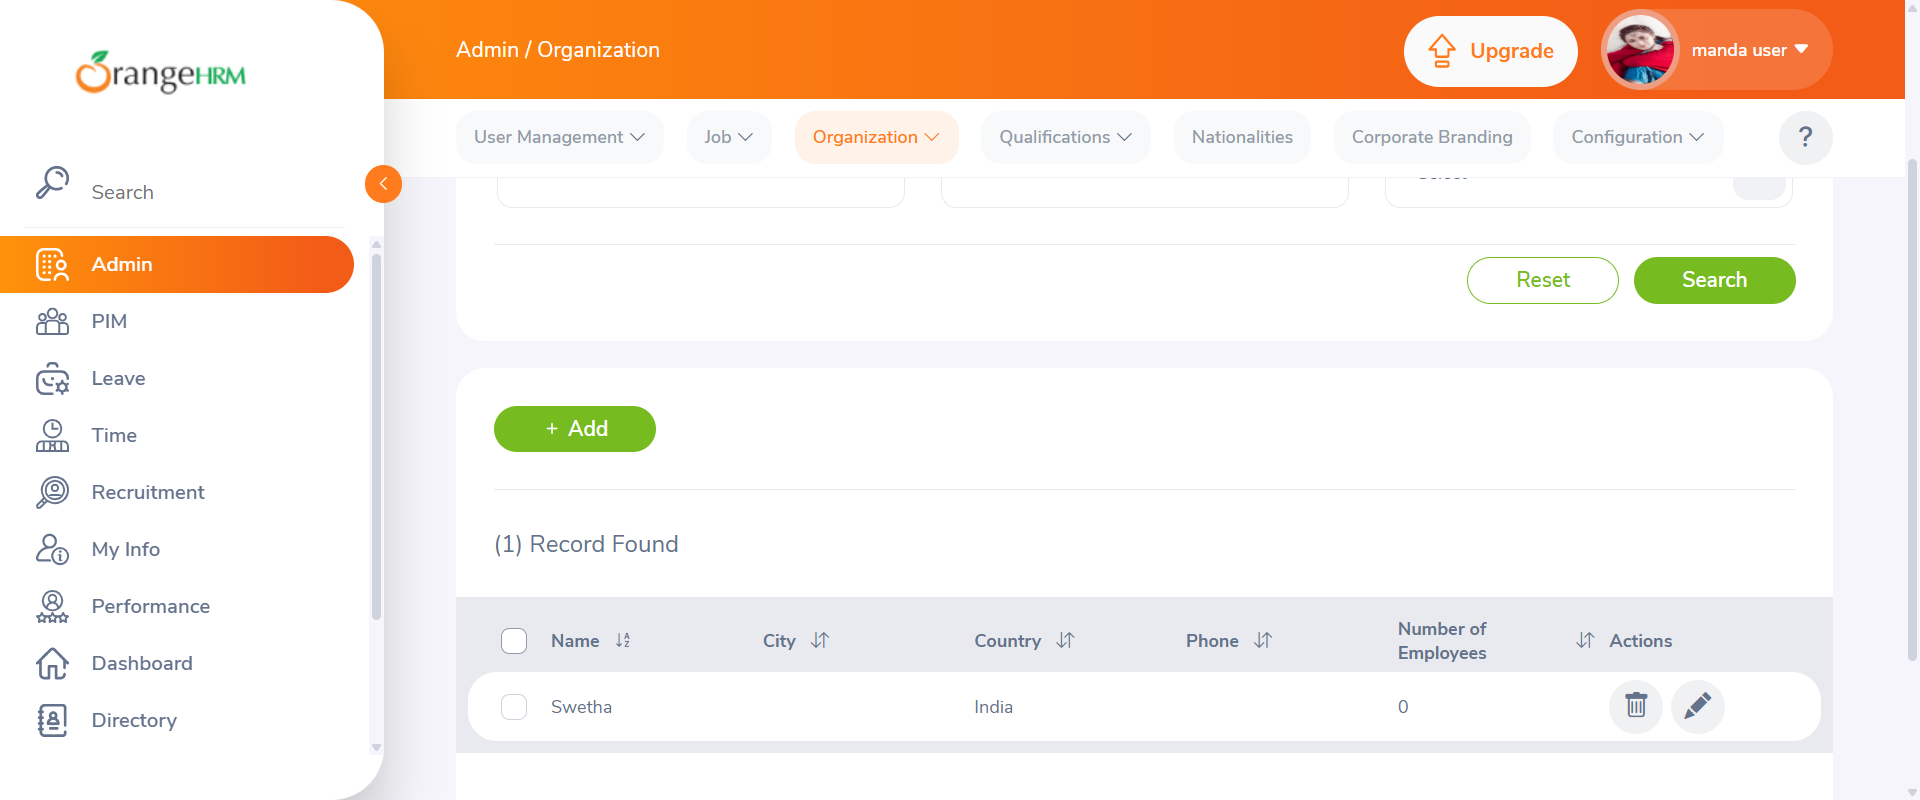 OrangeHRM
Admin / Organization
Upgrade
manda user
User Management
Job
Organization
Qualifications
Nationalities
Corporate Branding
Configuration
?
Search
Admin
PIM
Leave
Time
Recruitment
My Info
Performance
Dashboard
Directory
Reset
Search
+ Add
(1) Record Found
Name
City
Country
Phone
Number of
Employees
Actions
Swetha
India
0